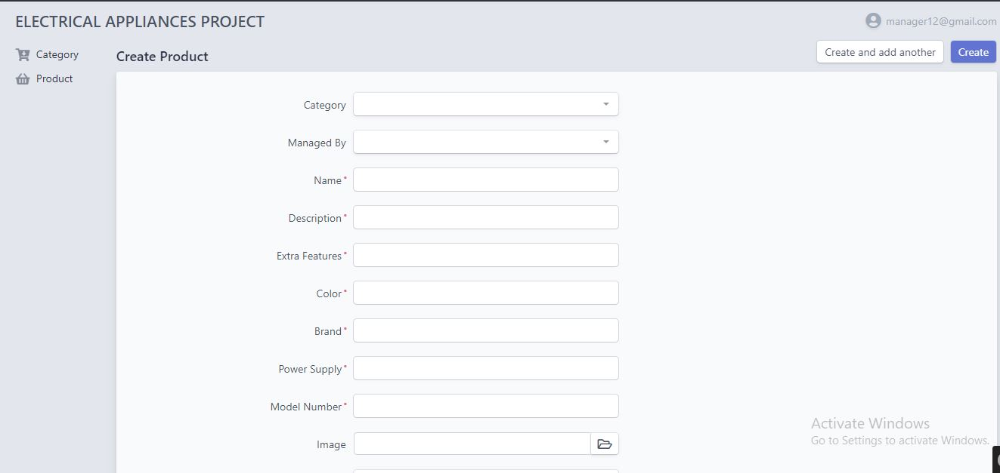 ELECTRICAL APPLIANCES PROJECT
manager12@gmail.com
Category
Product
Create Product
Create and add another
Create
Category
Managed By
Name*
Description*
Extra Features*
Color*
Brand*
Power Supply*
Model Number*
Image
Activate Windows
Go to Settings to activate Windows.